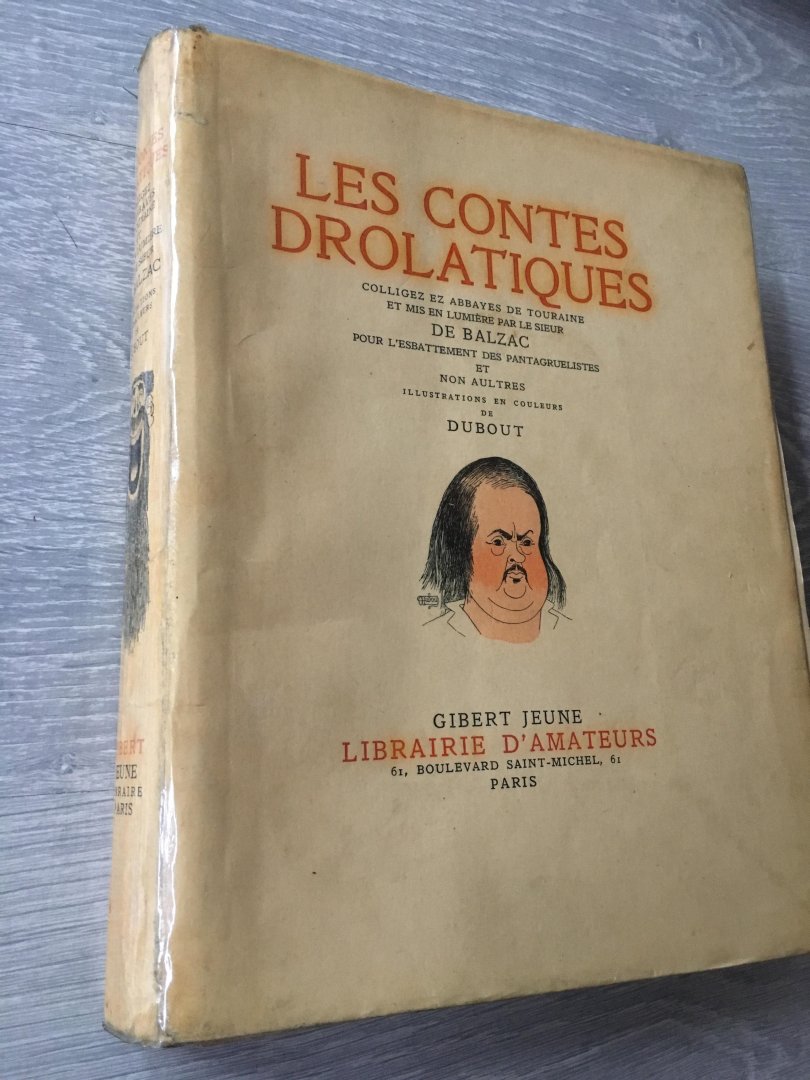 LES CONTES
DROLATIQUES
COLLIGEZ EZ ABBAYES DE TOURAINE
ET MIS EN LUMIÈRE PAR LE SIEUR
DE BALZAC
POUR L'ESBATTEMENT DES PANTAGRUELISTES
ET
NON AULTRES
ILLUSTRATIONS EN COULEURS
DE
DUBOUT
GIBERT JEUNE
LIBRAIRIE D'AMATEURS
61, BOULEVARD SAINT-MICHEL, 61
PARIS